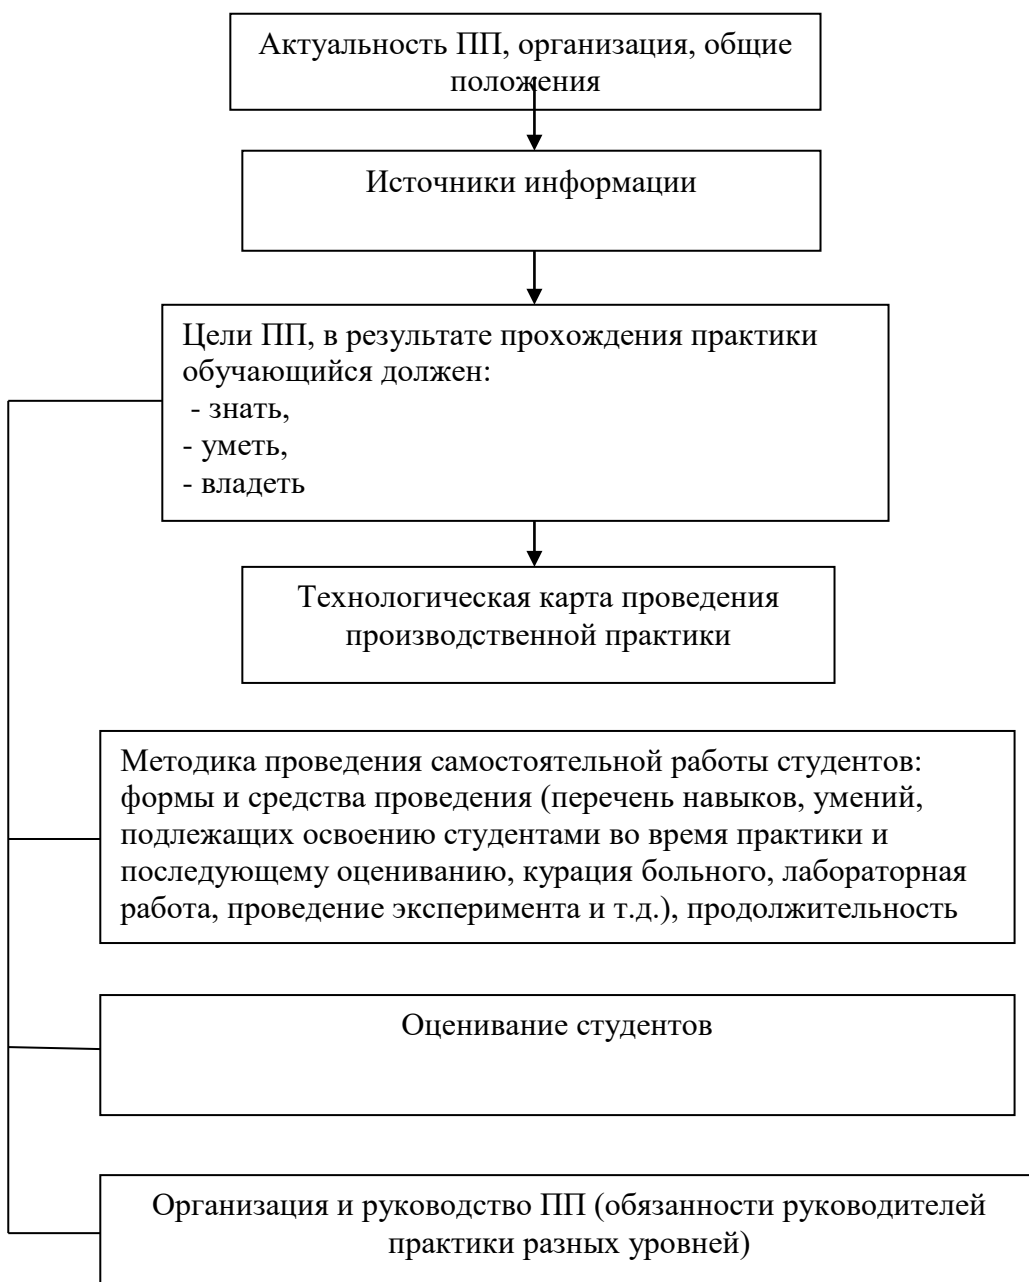 Актуальность ПП, организация, общие
положения
Источники информации
Цели ПП, в результате прохождения практики
обучающийся должен:
- знать,
- уметь,
- владеть
Технологическая карта проведения
производственной практики
Методика проведения самостоятельной работы студентов:
формы и средства проведения (перечень навыков, умений,
подлежащих освоению студентами во время практики и
последующему оцениванию, курация больного, лабораторная
работа, проведение эксперимента и т.д.), продолжительность
Оценивание студентов
Организация и руководство ПП (обязанности руководителей
практики разных уровней)